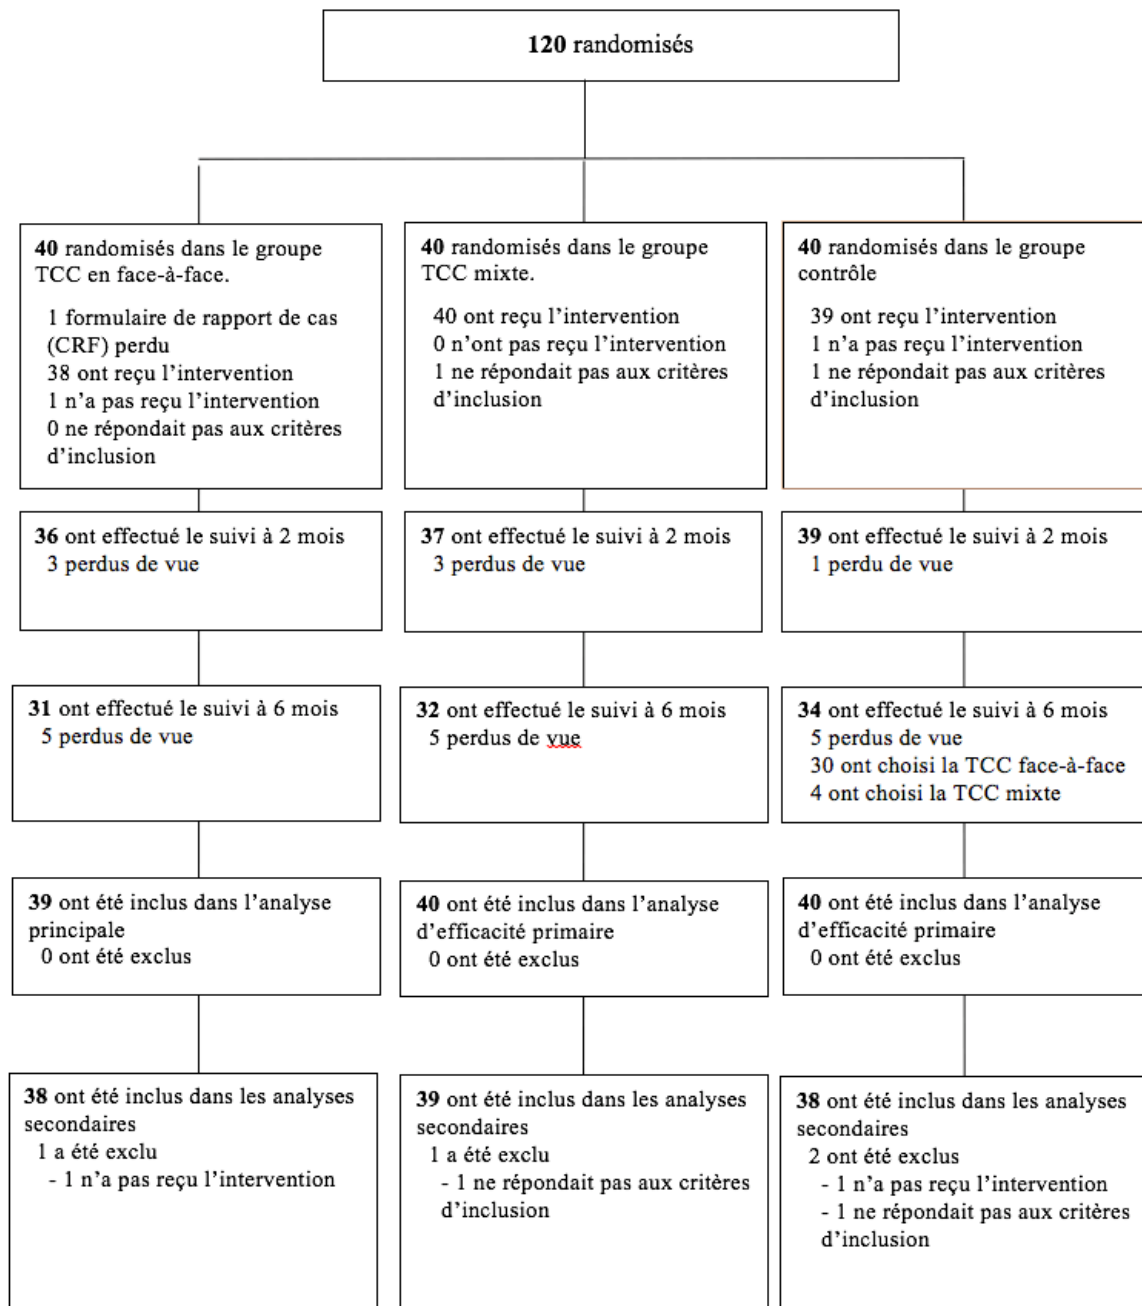 120 randomisés
40 randomisés dans le groupe
TCC en face-à-face.
1 formulaire de rapport de cas
(CRF) perdu
38 ont reçu l’intervention
1 n’a pas reçu l’intervention
0 ne répondait pas aux critères
d’inclusion
40 randomisés dans le groupe
TCC mixte.
40 ont reçu l’intervention
0 n’ont pas reçu l’intervention
1 ne répondait pas aux critères
d’inclusion
40 randomisés dans le groupe
contrôle
39 ont reçu l’intervention
1 n’a pas reçu l’intervention
1 ne répondait pas aux critères
d’inclusion
36 ont effectué le suivi à 2 mois
3 perdus de vue
37 ont effectué le suivi à 2 mois
3 perdus de vue
39 ont effectué le suivi à 2 mois
1 perdu de vue
31 ont effectué le suivi à 6 mois
5 perdus de vue
32 ont effectué le suivi à 6 mois
5 perdus de vue
34 ont effectué le suivi à 6 mois
5 perdus de vue
30 ont choisi la TCC face-à-face
4 ont choisi la TCC mixte
39 ont été inclus dans l’analyse
principale
0 ont été exclus
40 ont été inclus dans l’analyse
d’efficacité primaire
0 ont été exclus
40 ont été inclus dans l’analyse
d’efficacité primaire
0 ont été exclus
38 ont été inclus dans les analyses
secondaires
1 a été exclu
- 1 n’a pas reçu l’intervention
39 ont été inclus dans les analyses
secondaires
1 a été exclu
- 1 ne répondait pas aux critères
d’inclusion
38 ont été inclus dans les analyses
secondaires
2 ont été exclus
- 1 n’a pas reçu l’intervention
- 1 ne répondait pas aux critères
d’inclusion